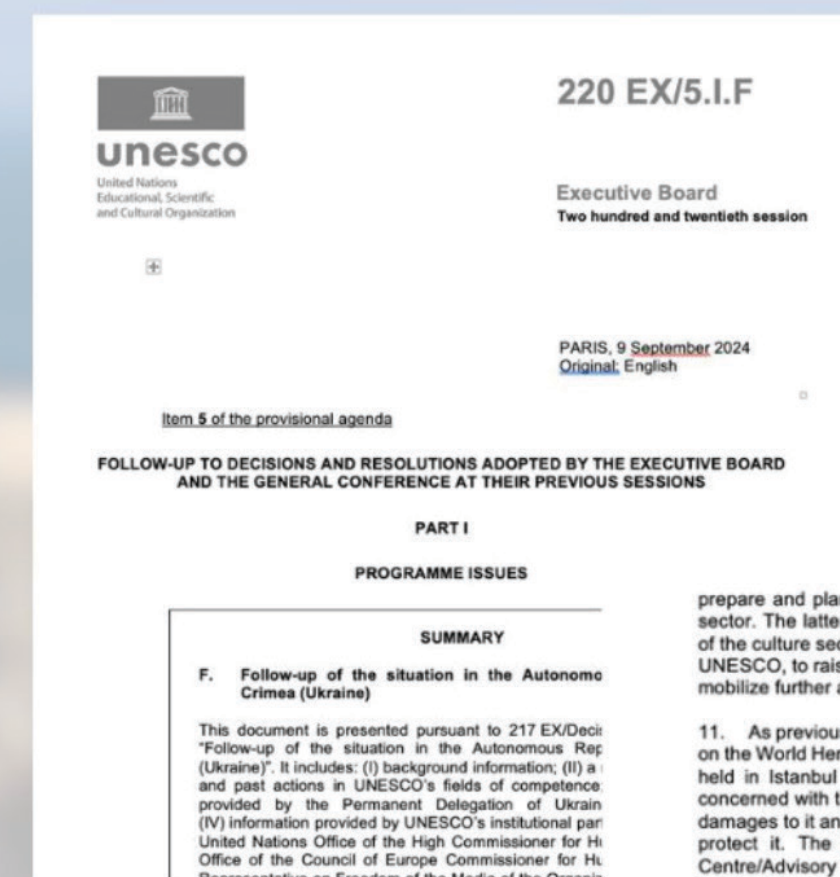 unesco
United Nations
Educational, Scientific
and Cultural Organization
220 EX/5.I.F
Executive Board
Two hundred and twentieth session
PARIS, 9 September 2024
Original: English
Item 5 of the provisional agenda
FOLLOW-UP TO DECISIONS AND RESOLUTIONS ADOPTED BY THE EXECUTIVE BOARD
AND THE GENERAL CONFERENCE AT THEIR PREVIOUS SESSIONS
PART I
PROGRAMME ISSUES
SUMMARY
F. Follow-up of the situation in the Autonomo
Crimea (Ukraine)
This document is presented pursuant to 217 EX/Deci
"Follow-up of the situation in the Autonomous Rep
(Ukraine)". It includes: (I) background information; (II) a
and past actions in UNESCO's fields of competence
provided by the Permanent Delegation of Ukrain
(IV) information provided by UNESCO's institutional par
United Nations Office of the High Commissioner for Hu
Office of the Council of Europe Commissioner for Hu
prepare and pla
sector. The latte
of the culture sec
UNESCO, to rais
mobilize further a
11. As previou
on the World Her
held in Istanbul
concerned with t
damages to it an
protect it. The
Centre/Advisory